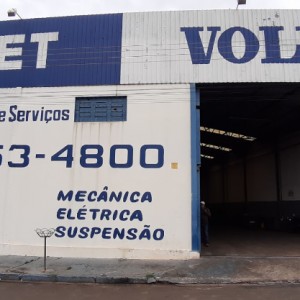 ET VOL
e Serviços
53-4800
MECÂNICA
ELÉTRICA
SUSPENSÃO